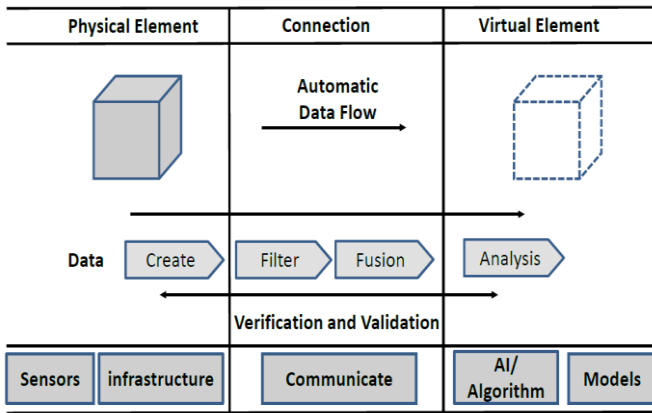 Physical Element
Connection
Virtual Element
Automatic
Data Flow
Data
Create
Filter
Fusion
Analysis
Verification and Validation
Sensors
infrastructure
Communicate
AI/
Algorithm
Models